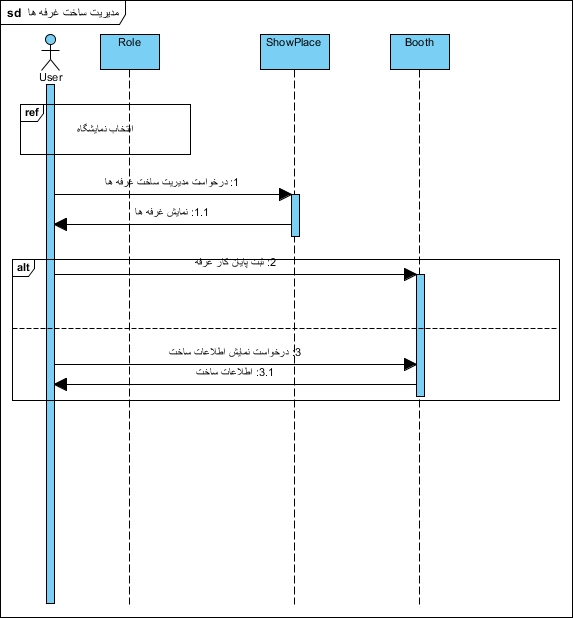 sd مدیریت ساخت غرفه ها
Role
ShowPlace
Booth
User
ref
انتخاب نمایشگاه
1: درخواست مدیریت ساخت غرفه ها
1.1: نمایش غرفه ها
alt
2: ثبت پایان کار غرفه
3: درخواست نمایش اطلاعات ساخت
3.1: اطلاعات ساخت